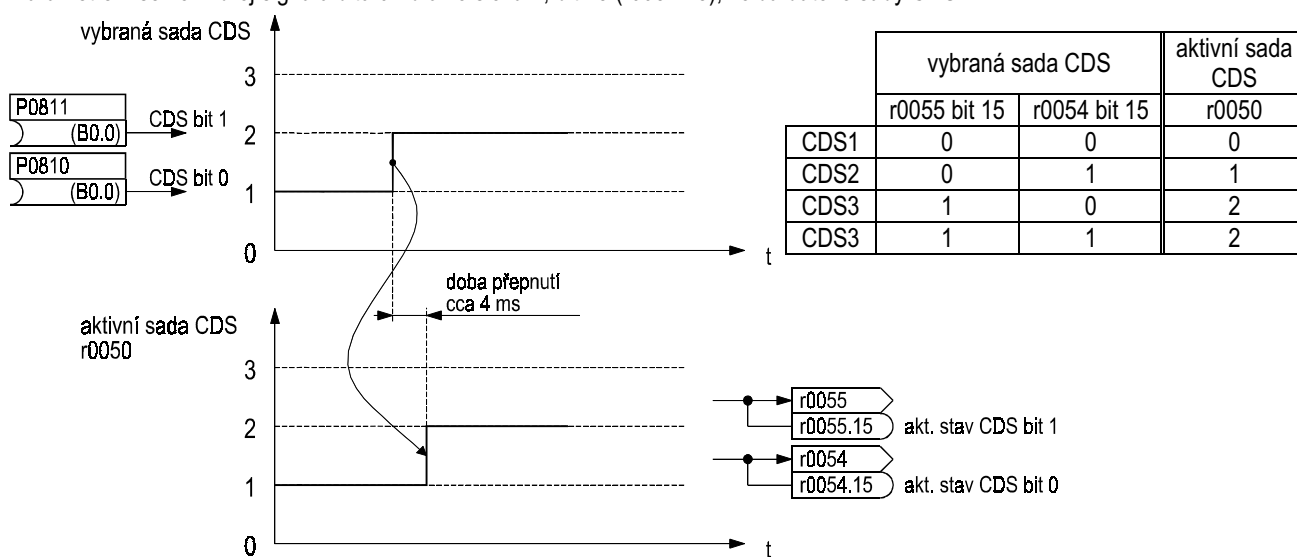 vybraná sada CDS
3
2
1
0
t
P0811
(B0.0)
CDS bit 1
P0810
(B0.0)
CDS bit 0
doba přepnutí
cca 4 ms
aktivní sada CDS
r0050
3
2
1
0
t
vybraná sada CDS aktivní sada CDS
r0055 bit 15 r0054 bit 15 r0050
CDS1 0 0 0
CDS2 0 1 1
CDS3 1 0 2
CDS3 1 1 2
r0055
r0055.15 akt. stav CDS bit 1
r0054
r0054.15 akt. stav CDS bit 0